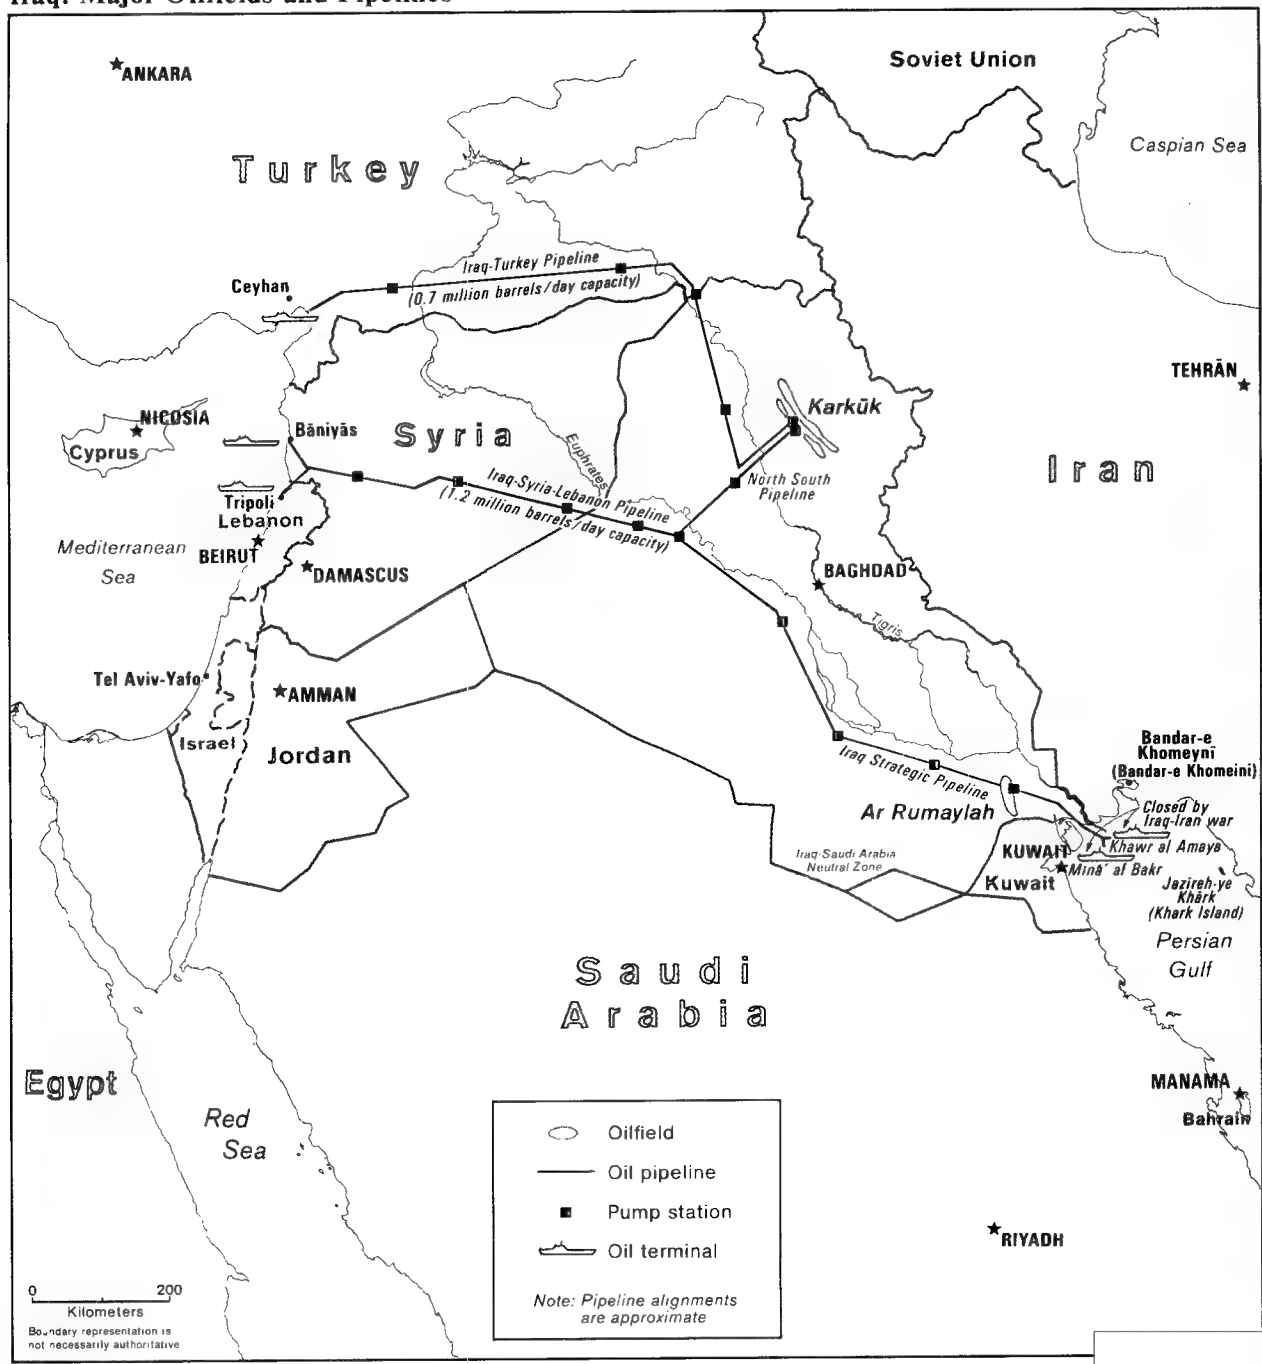 Iraq: Major Oilfields and Pipelines
ANKARA
Soviet Union
Caspian Sea
Turkey
Iraq-Turkey Pipeline
(0.7 million barrels/day capacity)
Ceyhan
TEHRĀN
Karkūk
NICOSIA
Cyprus
Bāniyās
Syria
Euphrates
Iran
North South
Pipeline
Iraq-Syria-Lebanon Pipeline
(1.2 million barrels/day capacity)
Tripoli
Lebanon
Mediterranean
Sea
BEIRUT
DAMASCUS
BAGHDAD
Tigris
Tel Aviv-Yafo
AMMAN
Israel
Jordan
Iraq Strategic Pipeline
Bandar-e
Khomeynī
(Bandar-e Khomeinī)
Ar Rumaylah
Closed by
Iraq-Iran war
Khawr al Amaya
KUWAIT
Mīnā' al Bakr
Kuwait
Iraq-Saudi Arabia
Neutral Zone
Jazīreh-ye
Khārk
(Khark Island)
Persian
Gulf
Saudi
Arabia
Egypt
Red
Sea
MANAMA
Bahrain
RIYADH
Oilfield
Oil pipeline
Pump station
Oil terminal
Note: Pipeline alignments
are approximate
0 200
Kilometers
Boundary representation is
not necessarily authoritative